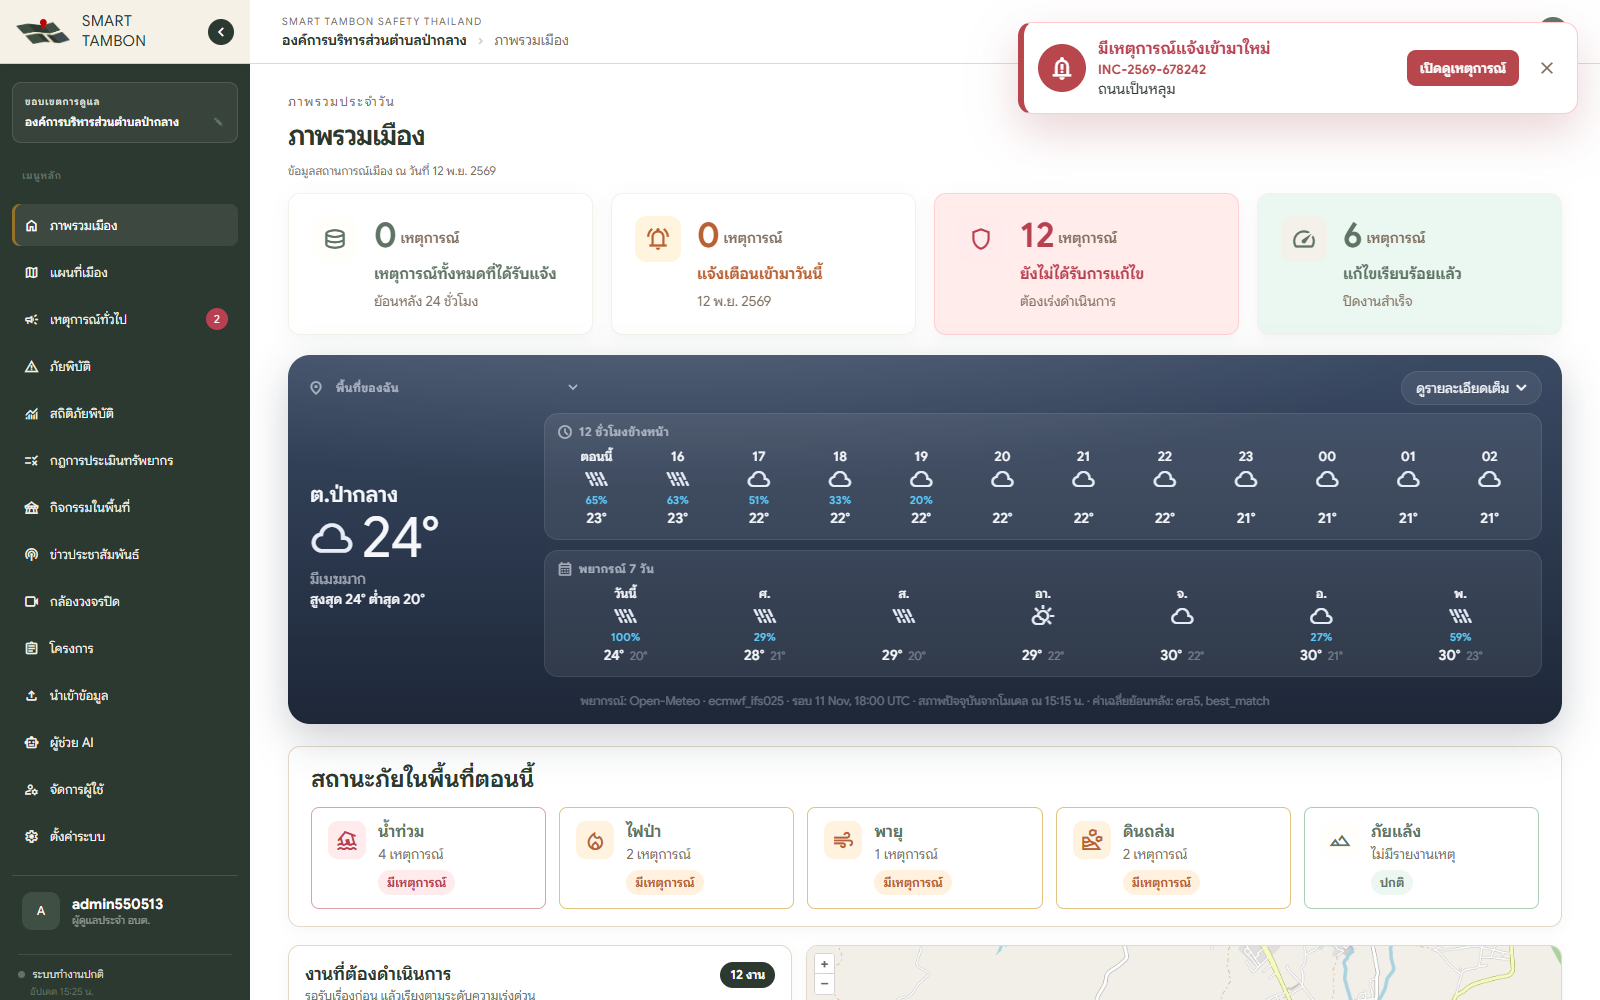 SMART
TAMBON
ขอบเขตการดูแล
องค์การบริหารส่วนตำบลป่ากลาง
เมนูหลัก
ภาพรวมเมือง
แผนที่เมือง
เหตุการณ์ทั่วไป
2
ภัยพิบัติ
สถิติภัยพิบัติ
กฎการประเมินทรัพยากร
กิจกรรมในพื้นที่
ข่าวประชาสัมพันธ์
กล้องวงจรปิด
โครงการ
นำเข้าข้อมูล
ผู้ช่วย AI
จัดการผู้ใช้
ตั้งค่าระบบ
A
admin550513
ผู้ดูแลประจำ อบต.
ระบบทำงานปกติ
อัปเดต 15:25 น.
SMART TAMBON SAFETY THAILAND
องค์การบริหารส่วนตำบลป่ากลาง › ภาพรวมเมือง
มีเหตุการณ์แจ้งเข้ามาใหม่
INC-2569-678242
ถนนเป็นหลุม
เปิดดูเหตุการณ์
ภาพรวมประจำวัน
ภาพรวมเมือง
ข้อมูลสถานการณ์เมือง ณ วันที่ 12 พ.ย. 2569
0 เหตุการณ์
เหตุการณ์ทั้งหมดที่ได้รับแจ้ง
ย้อนหลัง 24 ชั่วโมง
0 เหตุการณ์
แจ้งเตือนเข้ามาวันนี้
12 พ.ย. 2569
12 เหตุการณ์
ยังไม่ได้รับการแก้ไข
ต้องเร่งดำเนินการ
6 เหตุการณ์
แก้ไขเรียบร้อยแล้ว
ปิดงานสำเร็จ
พื้นที่ของฉัน
ดูรายละเอียดเต็ม
ต.ป่ากลาง
24°
มีเมฆมาก
สูงสุด 24° ต่ำสุด 20°
12 ชั่วโมงข้างหน้า
ตอนนี้ 16 17 18 19 20 21 22 23 00 01 02
65% 63% 51% 33% 20%
23° 23° 22° 22° 22° 22° 22° 22° 21° 21° 21° 21°
พยากรณ์ 7 วัน
วันนี้ ศ. ส. อา. จ. อ. พ.
100% 29% 27% 59%
24° 20° 28° 21° 29° 20° 29° 22° 30° 22° 30° 21° 30° 23°
พยากรณ์: Open-Meteo · ecmwf_ifs025 · รอบ 11 Nov, 18:00 UTC · สภาพปัจจุบันจากโมเดล ณ 15:15 น. · ค่าเฉลี่ยย้อนหลัง: era5, best_match
สถานะภัยในพื้นที่ตอนนี้
น้ำท่วม
4 เหตุการณ์
มีเหตุการณ์
ไฟป่า
2 เหตุการณ์
มีเหตุการณ์
พายุ
1 เหตุการณ์
มีเหตุการณ์
ดินถล่ม
2 เหตุการณ์
มีเหตุการณ์
ภัยแล้ง
ไม่มีรายงานเหตุ
ปกติ
งานที่ต้องดำเนินการ
12 งาน
รอรับเรื่องก่อน แล้วเรียงตามระดับความเร่งด่วน
+
−